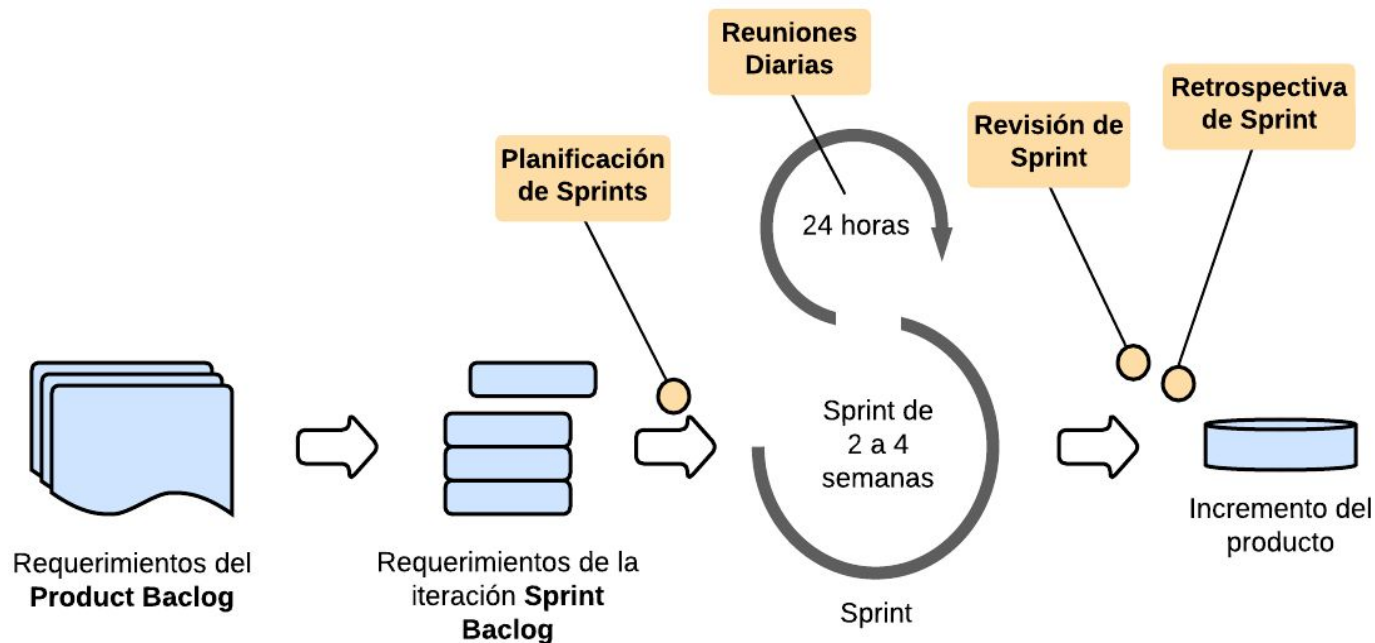 Reuniones
Diarias
Retrospectiva
de Sprint
Revisión de
Sprint
Planificación
de Sprints
24 horas
Sprint de
2 a 4
semanas
Incremento del
producto
Requerimientos del
Product Baclog
Requerimientos de la
iteración Sprint
Baclog
Sprint